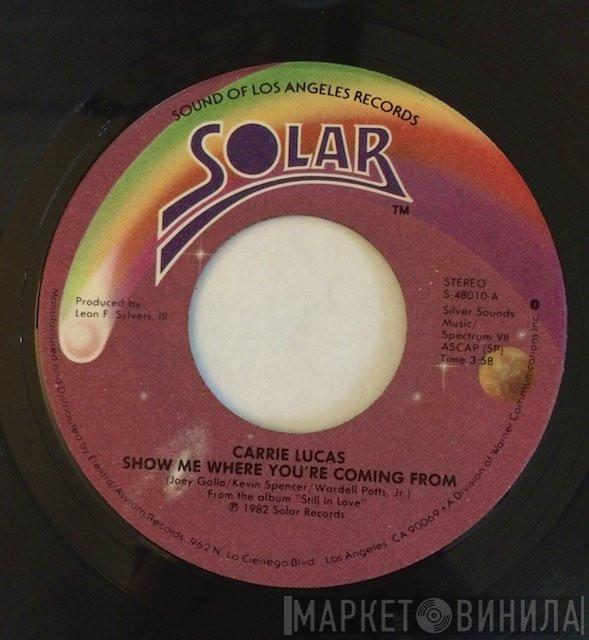 SOUND OF LOS ANGELES RECORDS
SOLAR
TM
STEREO
S-48010-A
Produced by
Leon F. Sylvers, III
Silver Sounds
Music/
Spectrum VII
ASCAP (SP)
Time 3:58
CARRIE LUCAS
SHOW ME WHERE YOU'RE COMING FROM
(Joey Gallo/Kevin Spencer/Wardell Potts, Jr.)
From the album "Still In Love"
℗ 1982 Solar Records
Manufactured and Distributed by Elektra/Asylum Records. 962 N. La Cienega Blvd. Los Angeles, CA 90069 • A Division of Warner Communications Inc.
МАРКЕТ ВИНИЛА